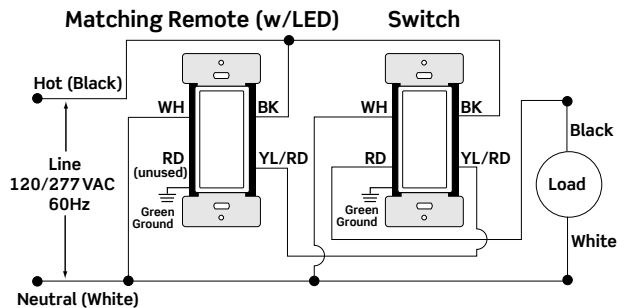 Matching Remote (w/LED)
Switch
Hot (Black)
WH
BK
WH
BK
Black
Line
120/277 VAC
60Hz
RD
(unused)
YL/RD
RD
YL/RD
Load
Green
Ground
Green
Ground
White
Neutral (White)